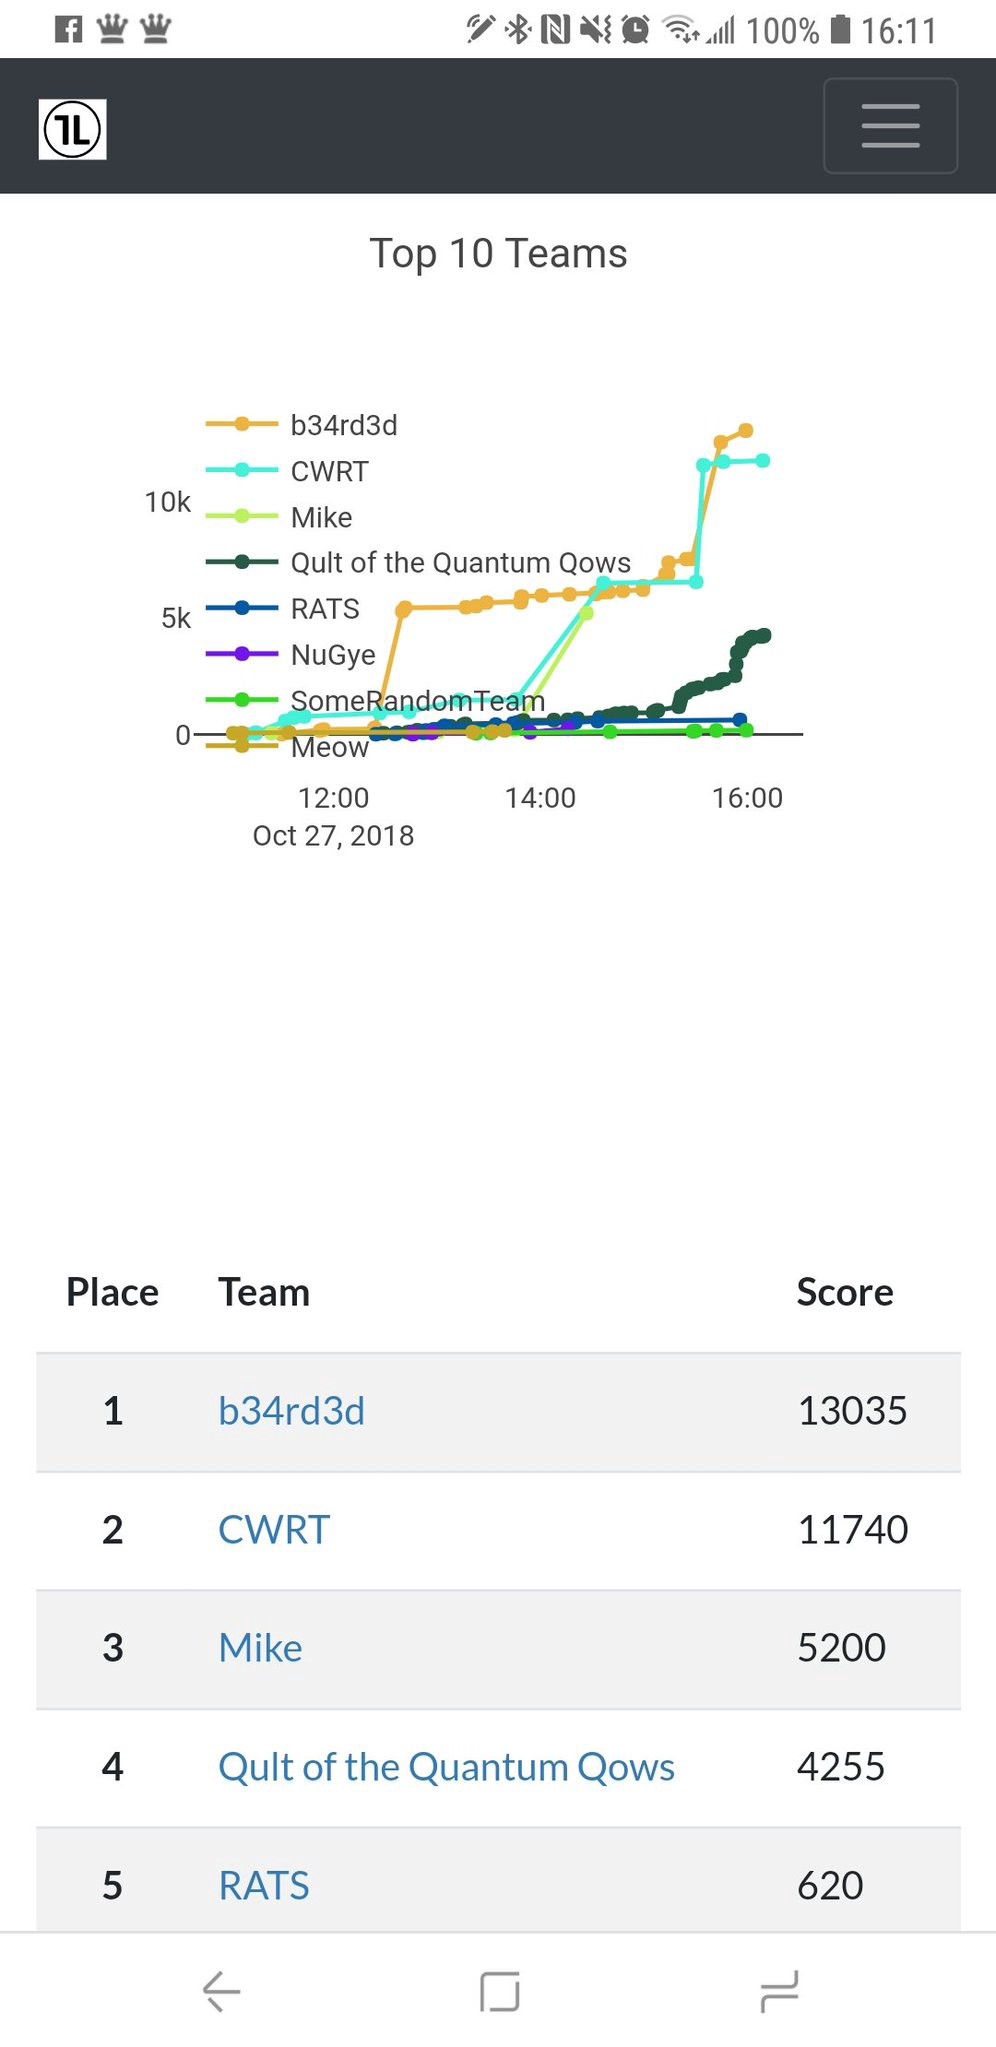 100% 16:11
1L
Top 10 Teams
b34rd3d
CWRT
10k
Mike
Qult of the Quantum Qows
5k
RATS
NuGye
SomeRandomTeam
0
Meow
12:00 14:00 16:00
Oct 27, 2018
Place Team Score
1 b34rd3d 13035
2 CWRT 11740
3 Mike 5200
4 Qult of the Quantum Qows 4255
5 RATS 620